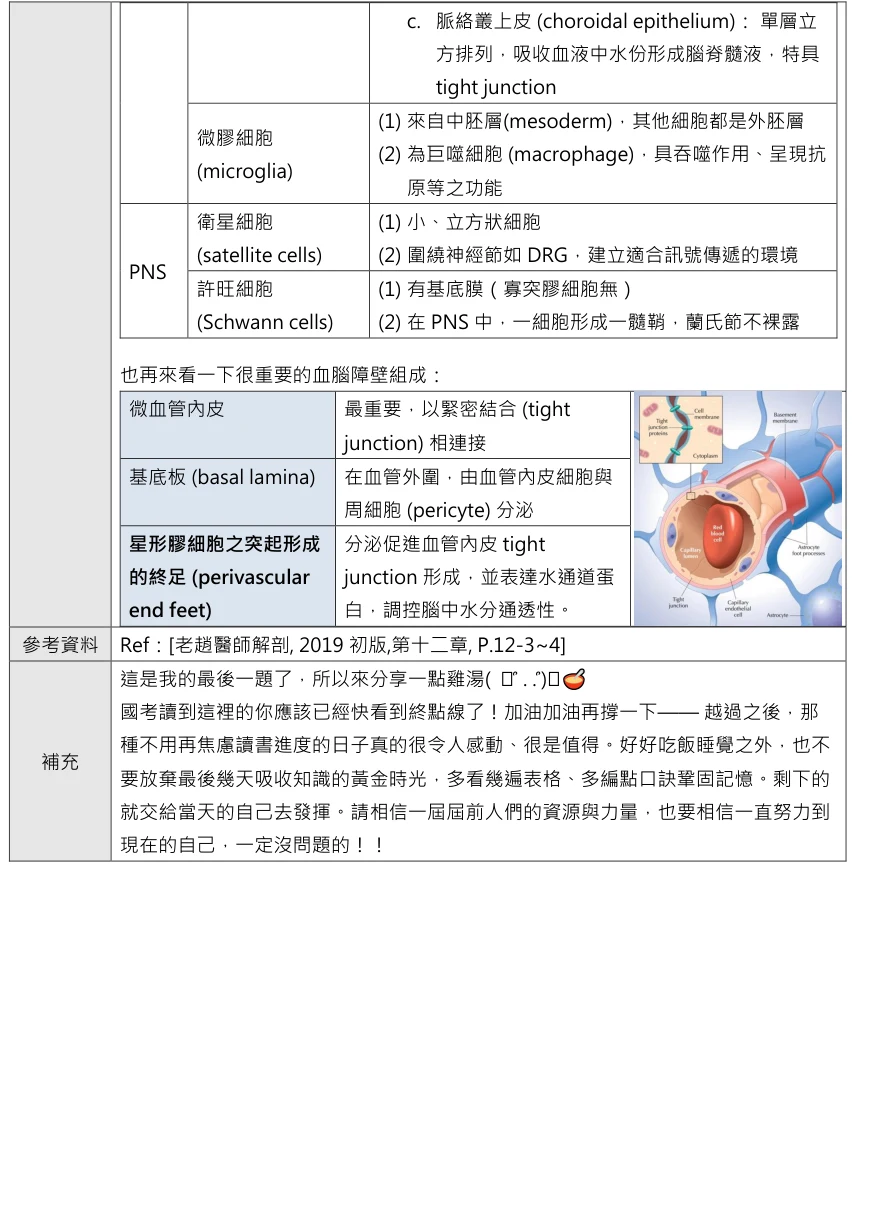 c. 脈絡叢上皮 (choroidal epithelium)： 單層立
方排列，吸收血液中水份形成腦脊髓液，特具
tight junction
微膠細胞
(microglia)
(1) 來自中胚層(mesoderm)，其他細胞都是外胚層
(2) 為巨噬細胞 (macrophage)，具吞噬作用、呈現抗
原等之功能
PNS
衛星細胞
(satellite cells)
(1) 小、立方狀細胞
(2) 圍繞神經節如 DRG，建立適合訊號傳遞的環境
許旺細胞
(Schwann cells)
(1) 有基底膜（寡突膠細胞無）
(2) 在 PNS 中，一細胞形成一髓鞘，蘭氏節不裸露
也再來看一下很重要的血腦障壁組成：
微血管內皮
最重要，以緊密結合 (tight
junction) 相連接
基底板 (basal lamina)
在血管外圍，由血管內皮細胞與
周細胞 (pericyte) 分泌
星形膠細胞之突起形成
的終足 (perivascular
end feet)
分泌促進血管內皮 tight
junction 形成，並表達水通道蛋
白，調控腦中水分通透性。
Tight
junction
proteins
Cell
membrane
Cytoplasm
Basement
membrane
Red
blood
cell
Capillary
lumen
Astrocyte
foot processes
Tight
junction
Capillary
endothelial
cell
Astrocyte
參考資料
Ref：[老趙醫師解剖, 2019 初版,第十二章, P.12-3~4]
補充
這是我的最後一題了，所以來分享一點雞湯( ﾟ . .ﾟ)🍲
國考讀到這裡的你應該已經快看到終點線了！加油加油再撐一下—— 越過之後，那
種不用再焦慮讀書進度的日子真的很令人感動、很是值得。好好吃飯睡覺之外，也不
要放棄最後幾天吸收知識的黃金時光，多看幾遍表格、多編點口訣鞏固記憶。剩下的
就交給當天的自己去發揮。請相信一屆屆前人們的資源與力量，也要相信一直努力到
現在的自己，一定沒問題的！！